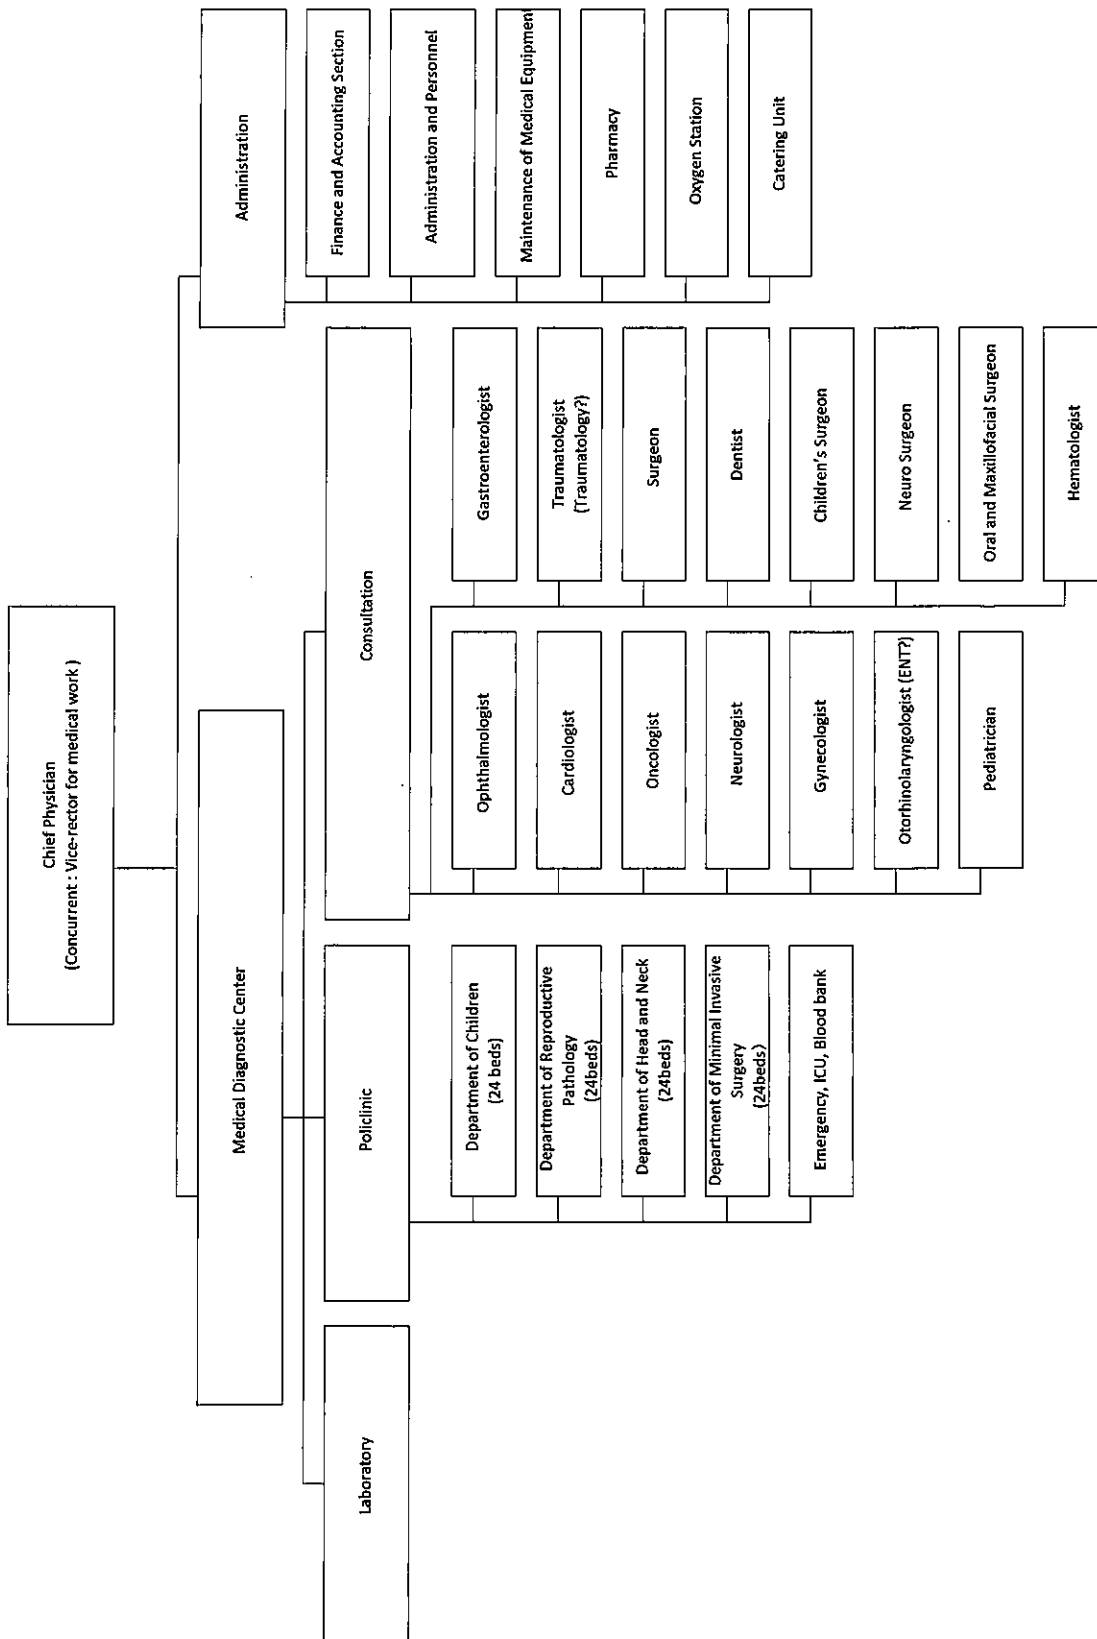 Chief Physician
(Concurrent : Vice-rector for medical work )
Medical Diagnostic Center
Administration
Laboratory
Policlinic
Consultation
Department of Children
(24 beds)
Department of Reproductive
Pathology
(24beds)
Department of Head and Neck
(24beds)
Department of Minimal Invasive
Surgery
(24beds)
Emergency, ICU, Blood bank
Ophthalmologist
Cardiologist
Oncologist
Neurologist
Gynecologist
Otorhinolaryngologist (ENT?)
Pediatrician
Gastroenterologist
Traumatologist
(Traumatology?)
Surgeon
Dentist
Children's Surgeon
Neuro Surgeon
Oral and Maxillofacial Surgeon
Hematologist
Finance and Accounting Section
Administration and Personnel
Maintenance of Medical Equipment
Pharmacy
Oxygen Station
Catering Unit